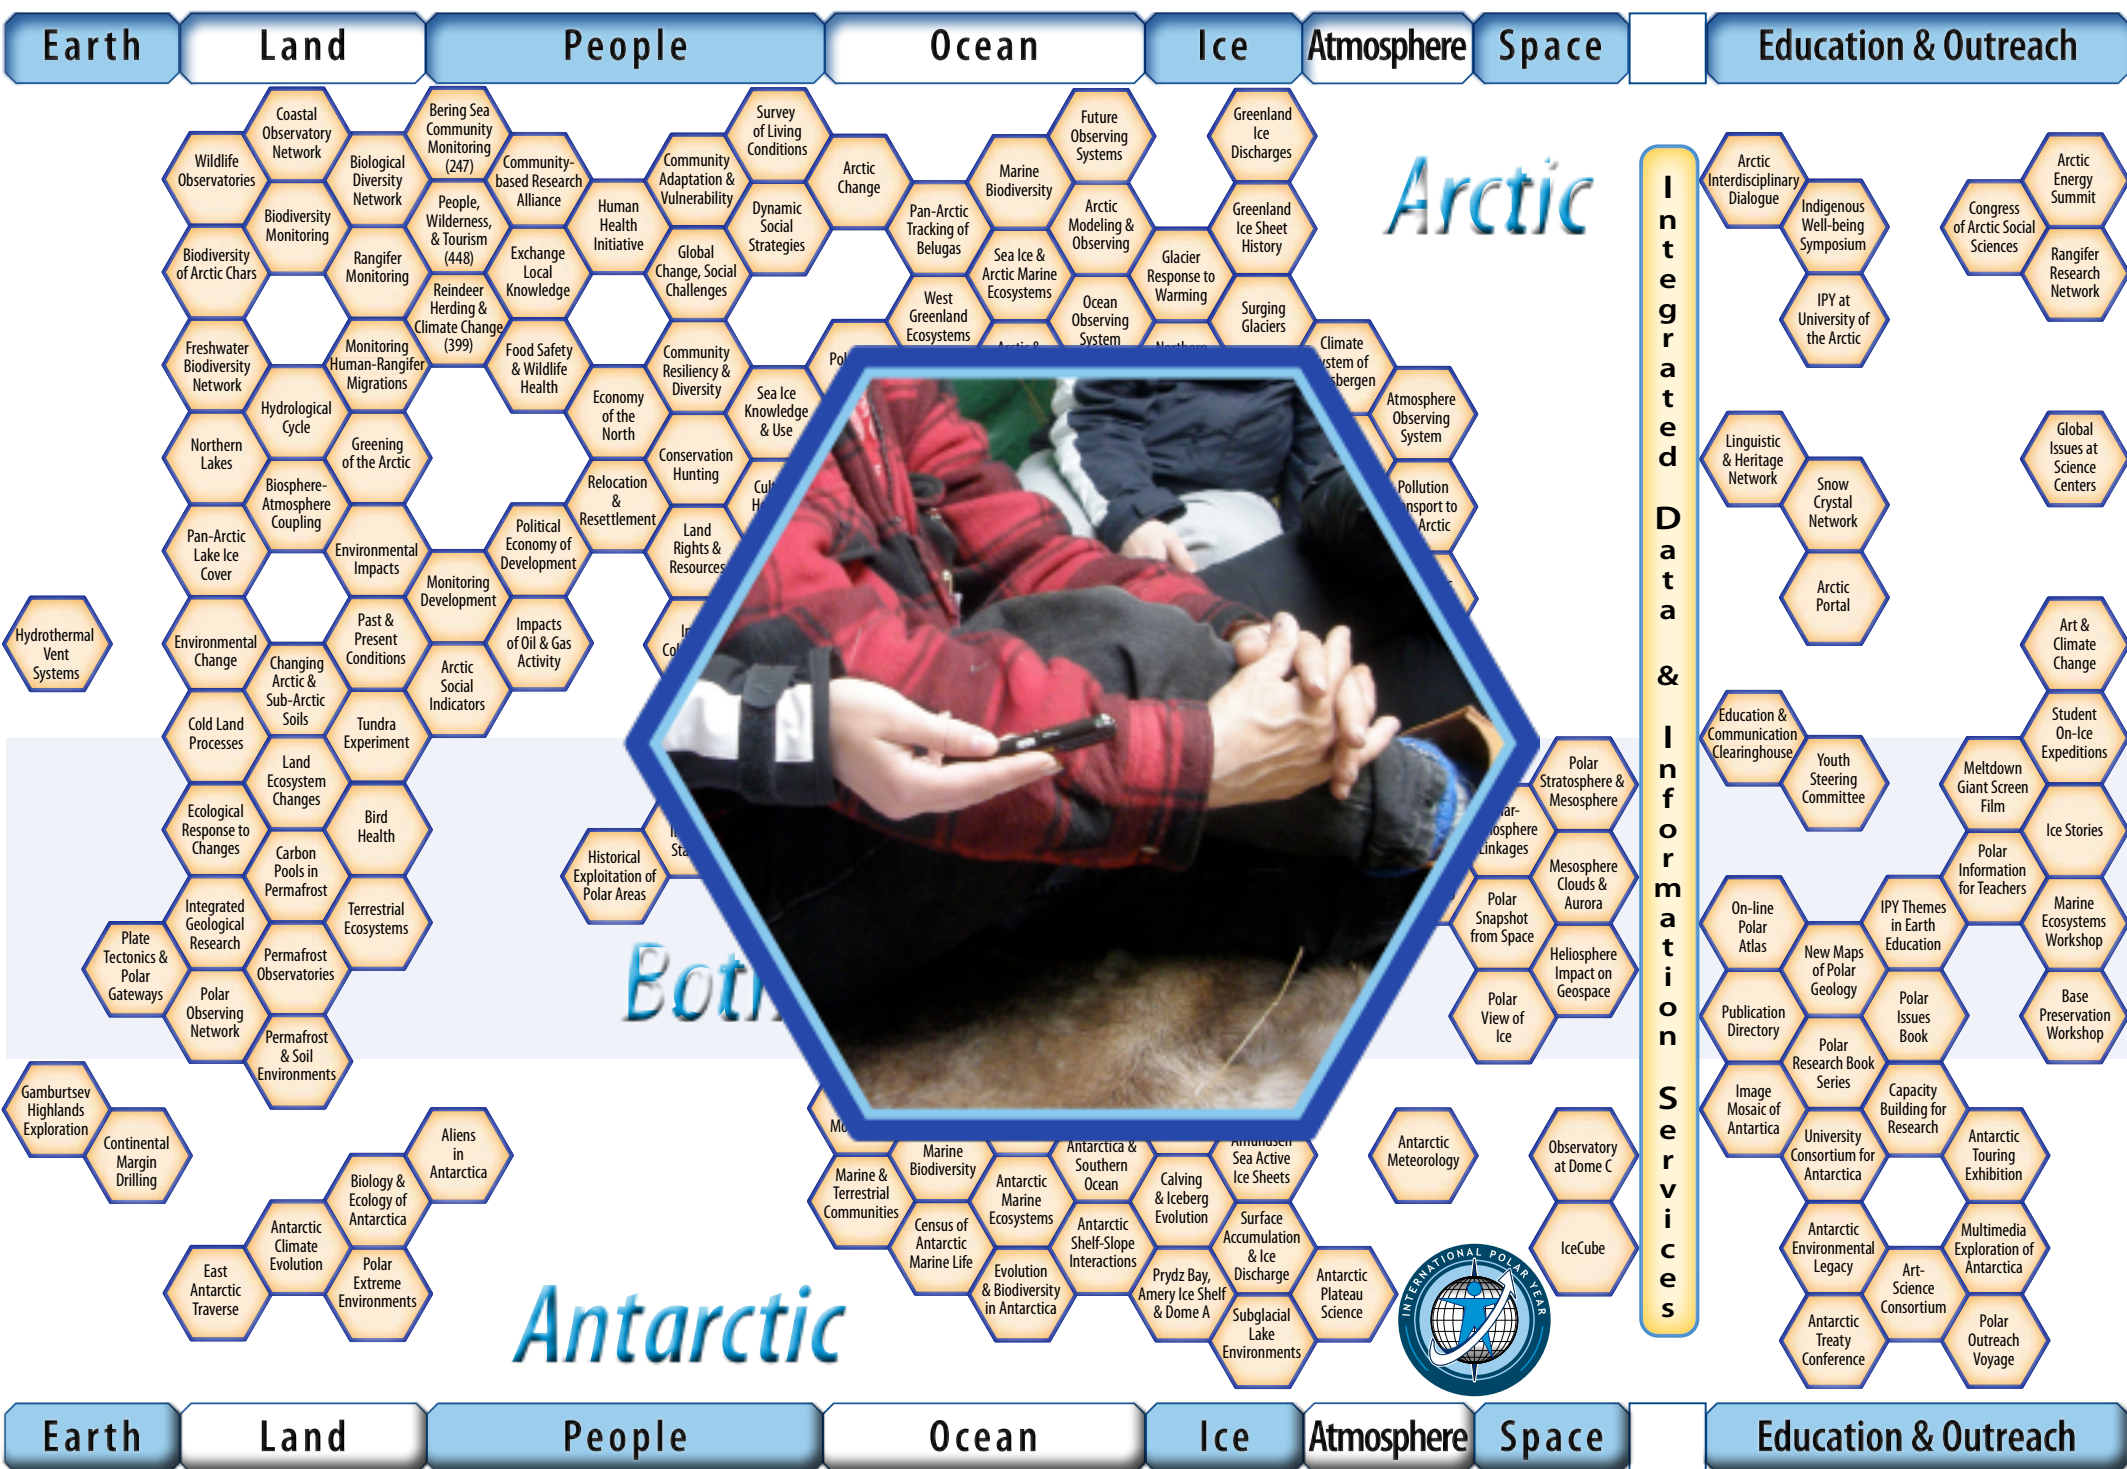 Earth
Land
People
Ocean
Ice
Atmosphere
Space
Education & Outreach
Arctic
Coastal
Observatory
Network
Wildlife
Observatories
Biological
Diversity
Network
Biodiversity
Monitoring
Biodiversity
of Arctic Chars
Rangifer
Monitoring
Freshwater
Biodiversity
Network
Monitoring
Human-Rangifer
Migrations
Hydrological
Cycle
Northern
Lakes
Greening
of the Arctic
Biosphere-
Atmosphere
Coupling
Pan-Arctic
Lake Ice
Cover
Environmental
Impacts
Environmental
Change
Past &
Present
Conditions
Changing
Arctic &
Sub-Arctic
Soils
Cold Land
Processes
Tundra
Experiment
Land
Ecosystem
Changes
Ecological
Response to
Changes
Bird
Health
Carbon
Pools in
Permafrost
Integrated
Geological
Research
Terrestrial
Ecosystems
Permafrost
Observatories
Plate
Tectonics &
Polar
Gateways
Polar
Observing
Network
Permafrost
& Soil
Environments
Hydrothermal
Vent
Systems
Bering Sea
Community
Monitoring
(247)
Community-
based Research
Alliance
People,
Wilderness,
& Tourism
(448)
Exchange
Local
Knowledge
Reindeer
Herding &
Climate Change
(399)
Food Safety
& Wildlife
Health
Human
Health
Initiative
Community
Adaptation &
Vulnerability
Survey
of Living
Conditions
Dynamic
Social
Strategies
Global
Change, Social
Challenges
Community
Resiliency &
Diversity
Economy
of the
North
Sea Ice
Knowledge
& Use
Conservation
Hunting
Relocation
&
Resettlement
Land
Rights &
Resources
Political
Economy of
Development
Monitoring
Development
Impacts
of Oil & Gas
Activity
Arctic
Social
Indicators
Historical
Exploitation of
Polar Areas
Arctic
Change
Pan-Arctic
Tracking of
Belugas
Marine
Biodiversity
Future
Observing
Systems
Arctic
Modeling &
Observing
Sea Ice &
Arctic Marine
Ecosystems
West
Greenland
Ecosystems
Ocean
Observing
System
Arctic &
Northern
Greenland
Ice
Discharges
Greenland
Ice Sheet
History
Glacier
Response to
Warming
Surging
Glaciers
Climate
of
Atmosphere
Observing
System
Pollution
to
Arctic
Polar
Stratosphere &
Mesosphere
Linkages
Mesosphere
Clouds &
Aurora
Polar
Snapshot
from Space
Heliosphere
Impact on
Geospace
Polar
View of
Ice
Integrated Data & Information Services
Arctic
Interdisciplinary
Dialogue
Indigenous
Well-being
Symposium
IPY at
University of
the Arctic
Arctic
Energy
Summit
Congress
of Arctic Social
Sciences
Rangifer
Research
Network
Linguistic
& Heritage
Network
Snow
Crystal
Network
Arctic
Portal
Global
Issues at
Science
Centers
Art &
Climate
Change
Education &
Communication
Clearinghouse
Youth
Steering
Committee
Student
On-Ice
Expeditions
Meltdown
Giant Screen
Film
Ice Stories
Polar
Information
for Teachers
On-line
Polar
Atlas
IPY Themes
in Earth
Education
Marine
Ecosystems
Workshop
New Maps
of Polar
Geology
Publication
Directory
Polar
Issues
Book
Base
Preservation
Workshop
Polar
Research Book
Series
Image
Mosaic of
Antartica
Capacity
Building for
Research
University
Consortium for
Antarctica
Antarctic
Touring
Exhibition
Antarctic
Environmental
Legacy
Multimedia
Exploration of
Antarctica
Art-
Science
Consortium
Antarctic
Treaty
Conference
Polar
Outreach
Voyage
Gamburtsev
Highlands
Exploration
Continental
Margin
Drilling
Aliens
in
Antarctica
Biology &
Ecology of
Antarctica
Antarctic
Climate
Evolution
East
Antarctic
Traverse
Polar
Extreme
Environments
Antarctic
Marine &
Terrestrial
Communities
Marine
Biodiversity
Census of
Antarctic
Marine Life
Antarctic
Marine
Ecosystems
Evolution
& Biodiversity
in Antarctica
Antarctica &
Southern
Ocean
Antarctic
Shelf-Slope
Interactions
Calving
& Iceberg
Evolution
Prydz Bay,
Amery Ice Shelf
& Dome A
Amundsen
Sea Active
Ice Sheets
Surface
Accumulation
& Ice
Discharge
Subglacial
Lake
Environments
Antarctic
Plateau
Science
Antarctic
Meteorology
Observatory
at Dome C
IceCube
INTERNATIONAL POLAR YEAR
Earth
Land
People
Ocean
Ice
Atmosphere
Space
Education & Outreach